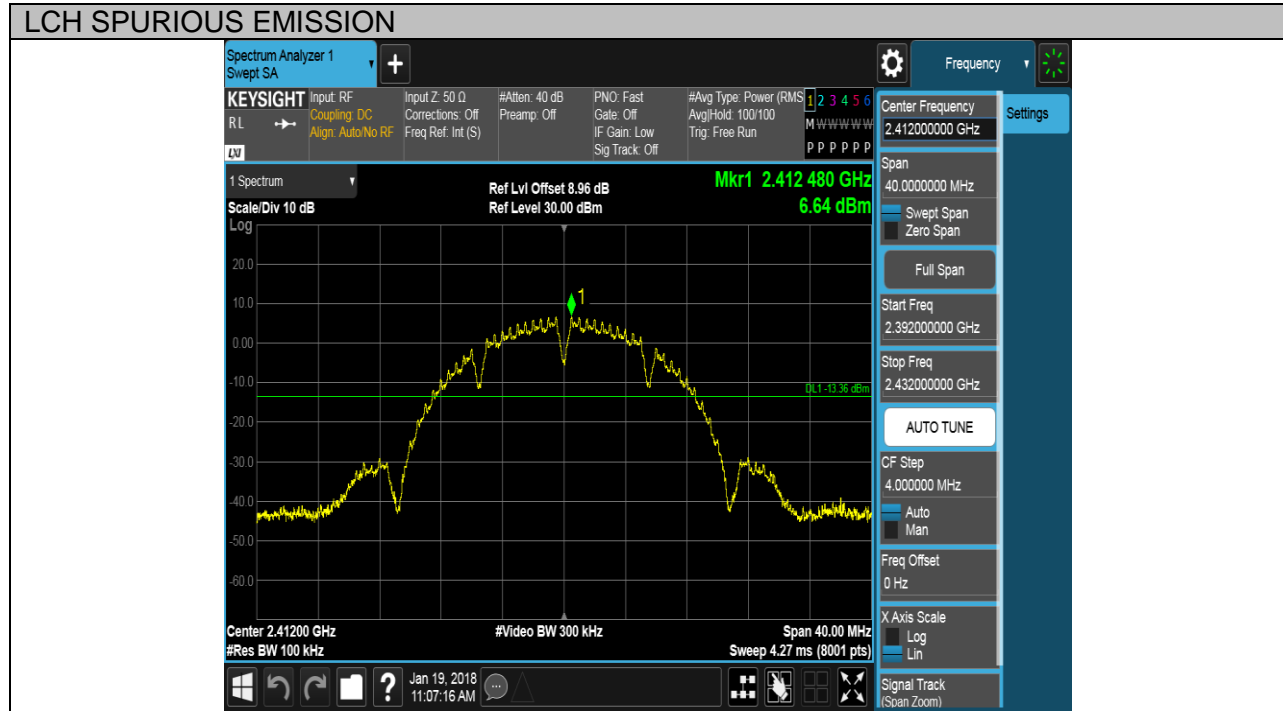 LCH SPURIOUS EMISSION
Spectrum Analyzer 1
Swept SA
+
Frequency
KEYSIGHT
RL
LXI
Input: RF
Coupling: DC
Align: Auto/No RF
Input Z: 50 Ω
Corrections: Off
Freq Ref: Int (S)
#Atten: 40 dB
Preamp: Off
PNO: Fast
Gate: Off
IF Gain: Low
Sig Track: Off
#Avg Type: Power (RMS
Avg|Hold: 100/100
Trig: Free Run
1 2 3 4 5 6
M W W W W W
P P P P P P
1 Spectrum
Scale/Div 10 dB
Log
Ref Lvl Offset 8.96 dB
Ref Level 30.00 dBm
Mkr1 2.412 480 GHz
6.64 dBm
20.0
10.0
0.00
-10.0
-20.0
-30.0
-40.0
-50.0
-60.0
1
DL1 -13.36 dBm
Center 2.41200 GHz
#Res BW 100 kHz
#Video BW 300 kHz
Span 40.00 MHz
Sweep 4.27 ms (8001 pts)
Center Frequency
2.412000000 GHz
Settings
Span
40.0000000 MHz
Swept Span
Zero Span
Full Span
Start Freq
2.392000000 GHz
Stop Freq
2.432000000 GHz
AUTO TUNE
CF Step
4.000000 MHz
Auto
Man
Freq Offset
0 Hz
X Axis Scale
Log
Lin
Signal Track
(Span Zoom)
?
Jan 19, 2018
11:07:16 AM